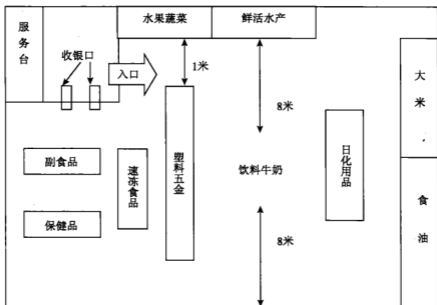 服务台
收银口
入口
水果蔬菜
鲜活水产
1米
8米
大米
副食品
保健品
速冻食品
塑料五金
饮料牛奶
日化用品
食油
8米